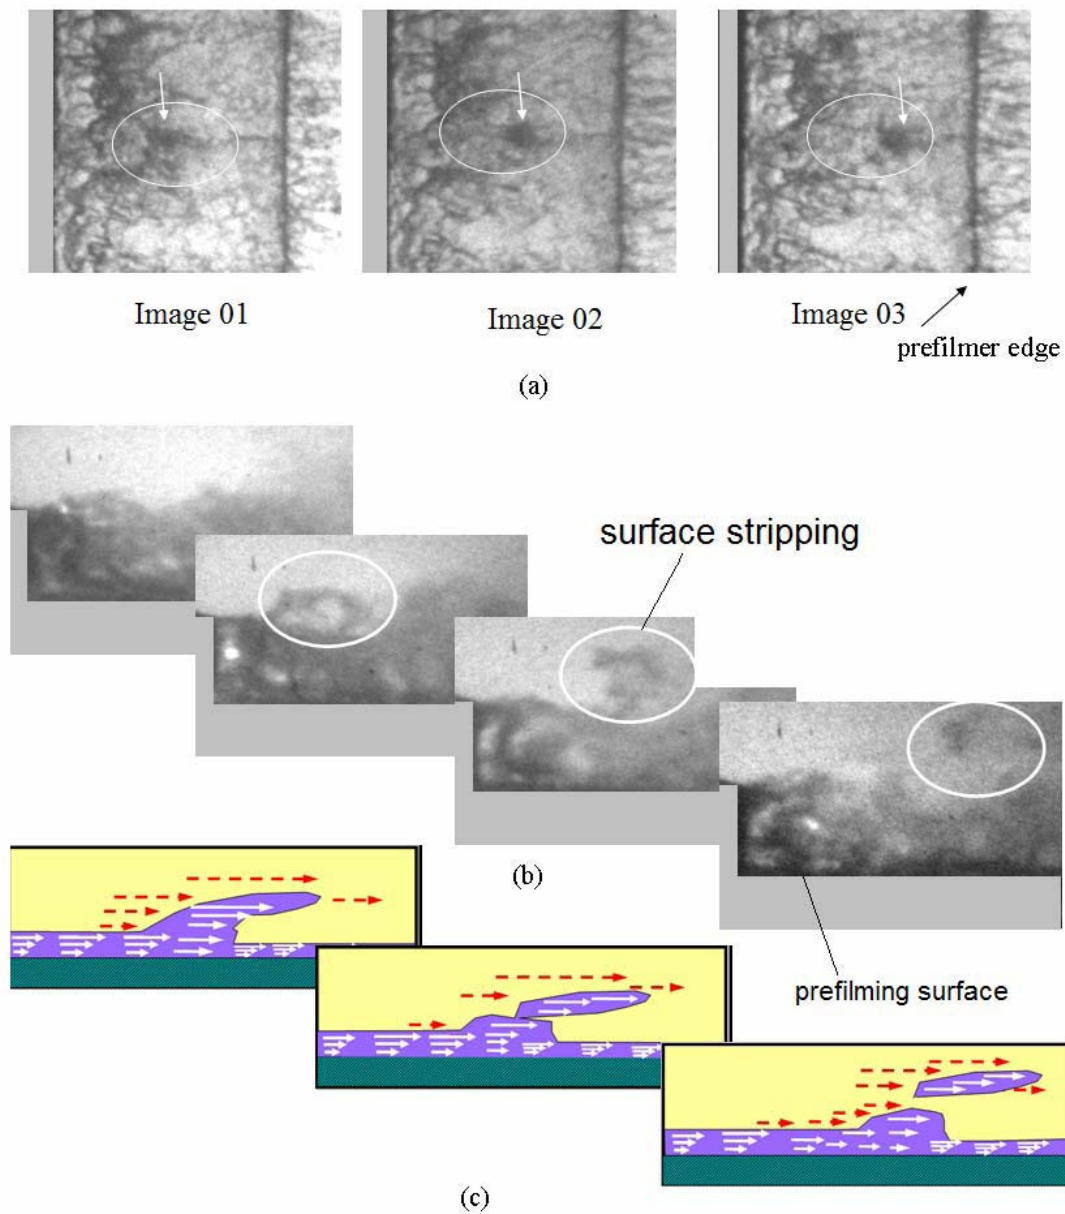 Image 01
Image 02
Image 03
prefilmer edge
(a)
surface stripping
(b)
prefilming surface
(c)